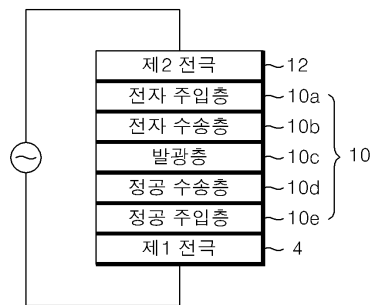 제2 전극 12
전자 주입층 10a
전자 수송층 10b
발광층 10c 10
정공 수송층 10d
정공 주입층 10e
제1 전극 4